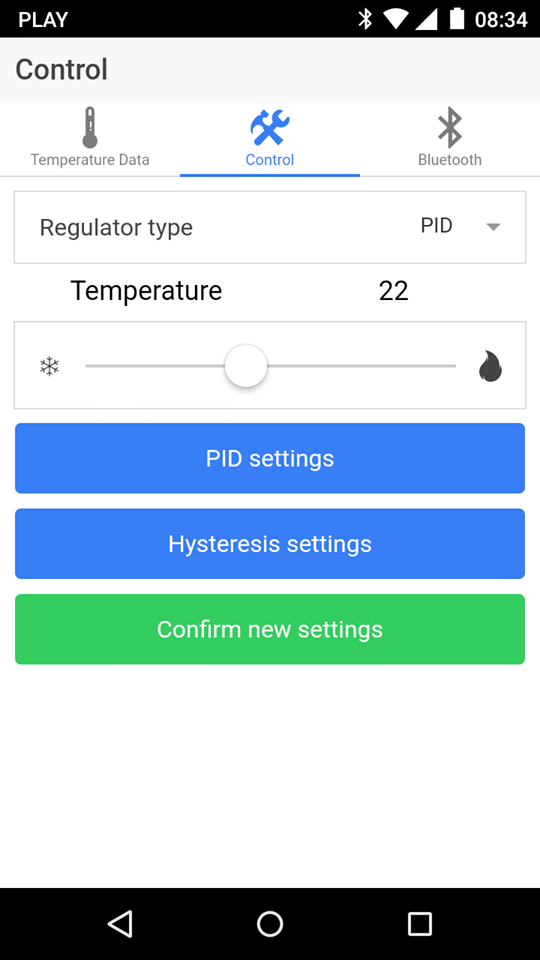 PLAY 08:34
Control
Temperature Data Control Bluetooth
Regulator type PID
Temperature 22
PID settings
Hysteresis settings
Confirm new settings